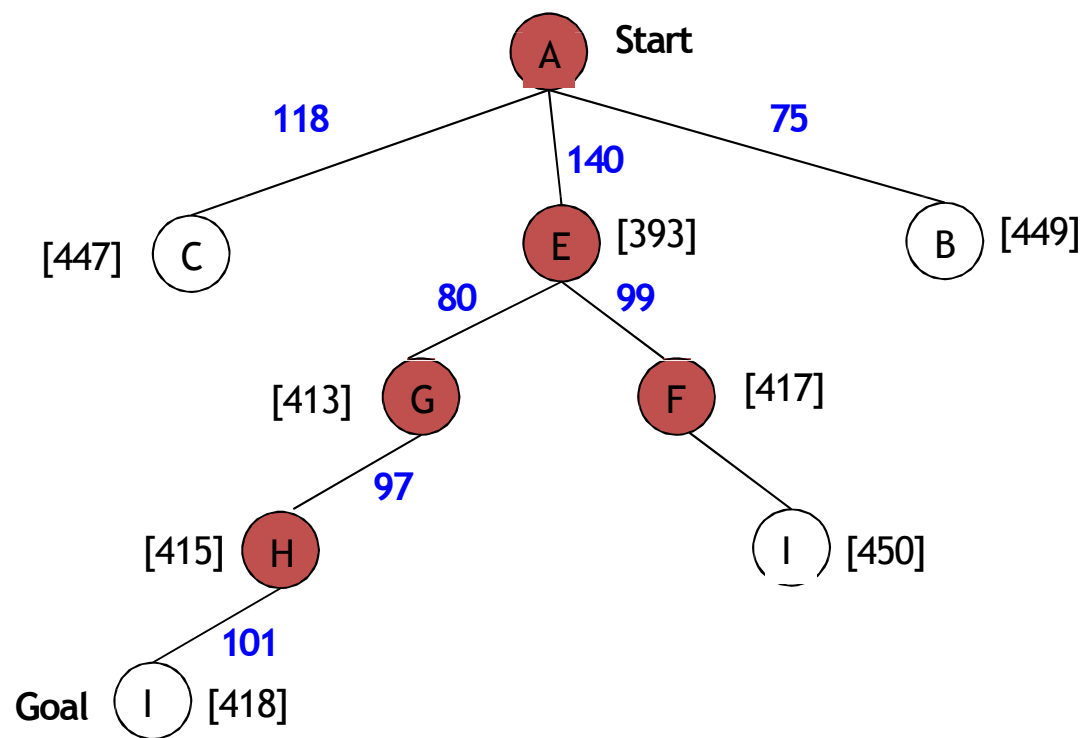 A Start
118 75
140
[447] C E [393] B [449]
80 99
[413] G F [417]
97
[415] H I [450]
101
Goal I [418]